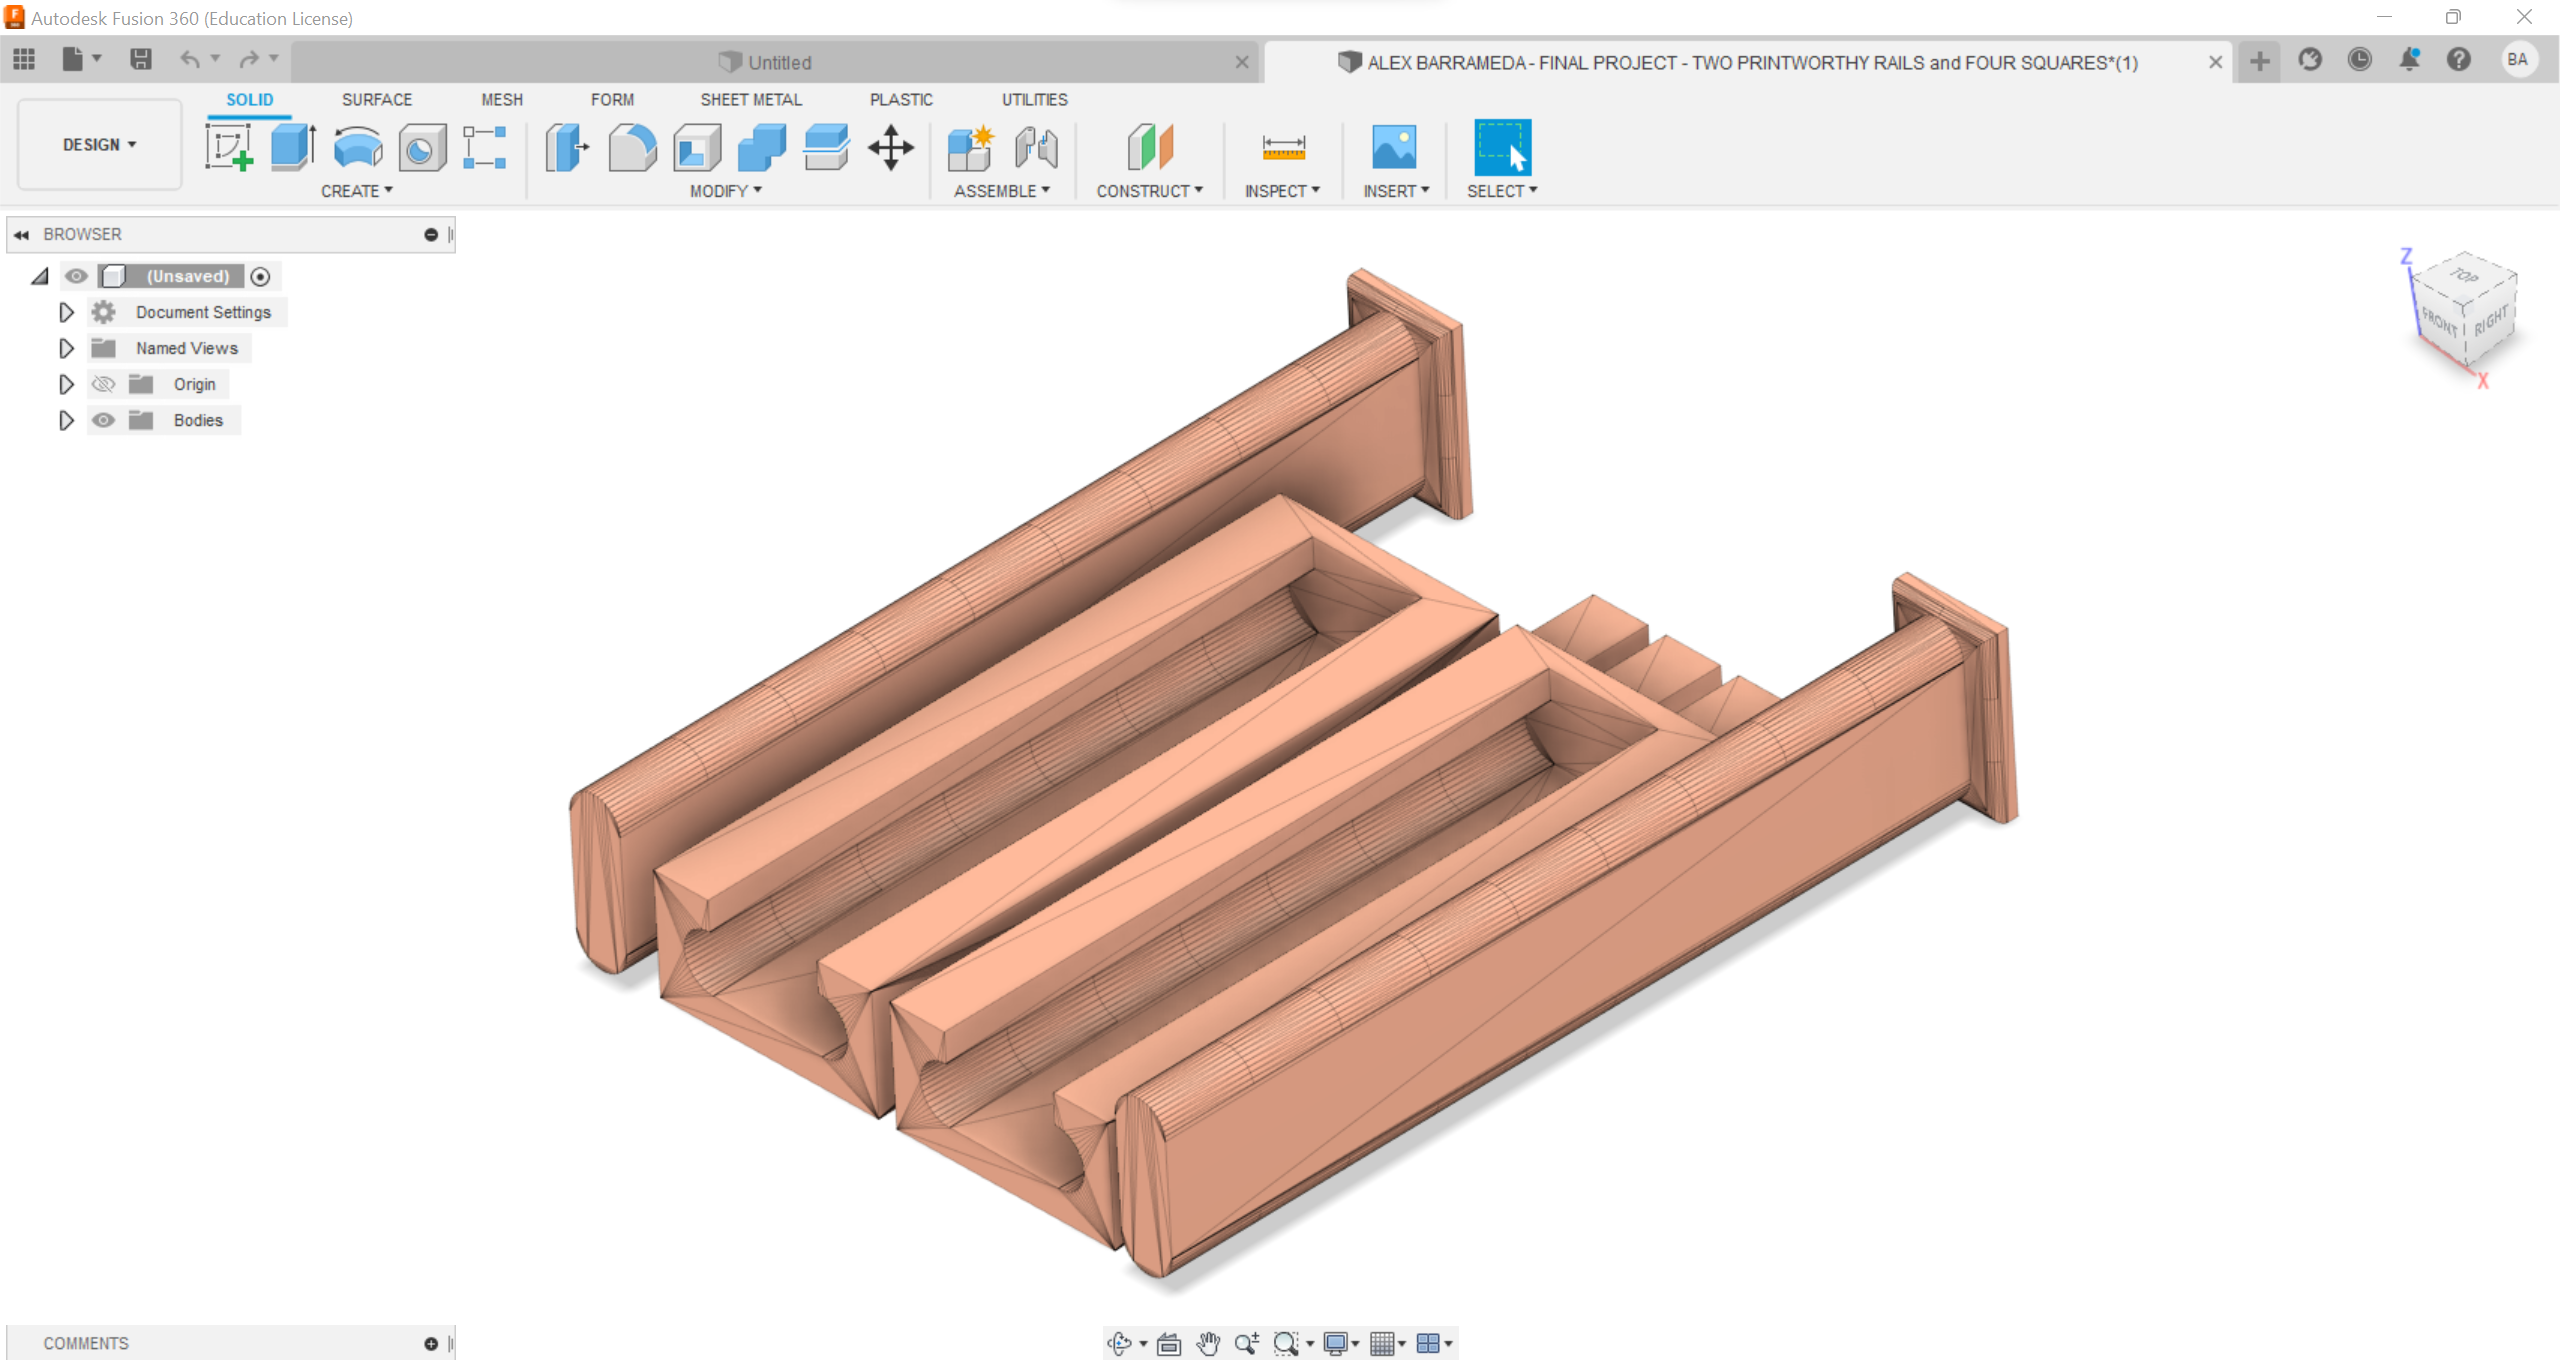 Autodesk Fusion 360 (Education License)
Untitled
ALEX BARRAMEDA - FINAL PROJECT - TWO PRINTWORTHY RAILS and FOUR SQUARES*(1)
BA
DESIGN
SOLID
SURFACE
MESH
FORM
SHEET METAL
PLASTIC
UTILITIES
CREATE
MODIFY
ASSEMBLE
CONSTRUCT
INSPECT
INSERT
SELECT
BROWSER
(Unsaved)
Document Settings
Named Views
Origin
Bodies
Z
TOP
FRONT
RIGHT
X
COMMENTS